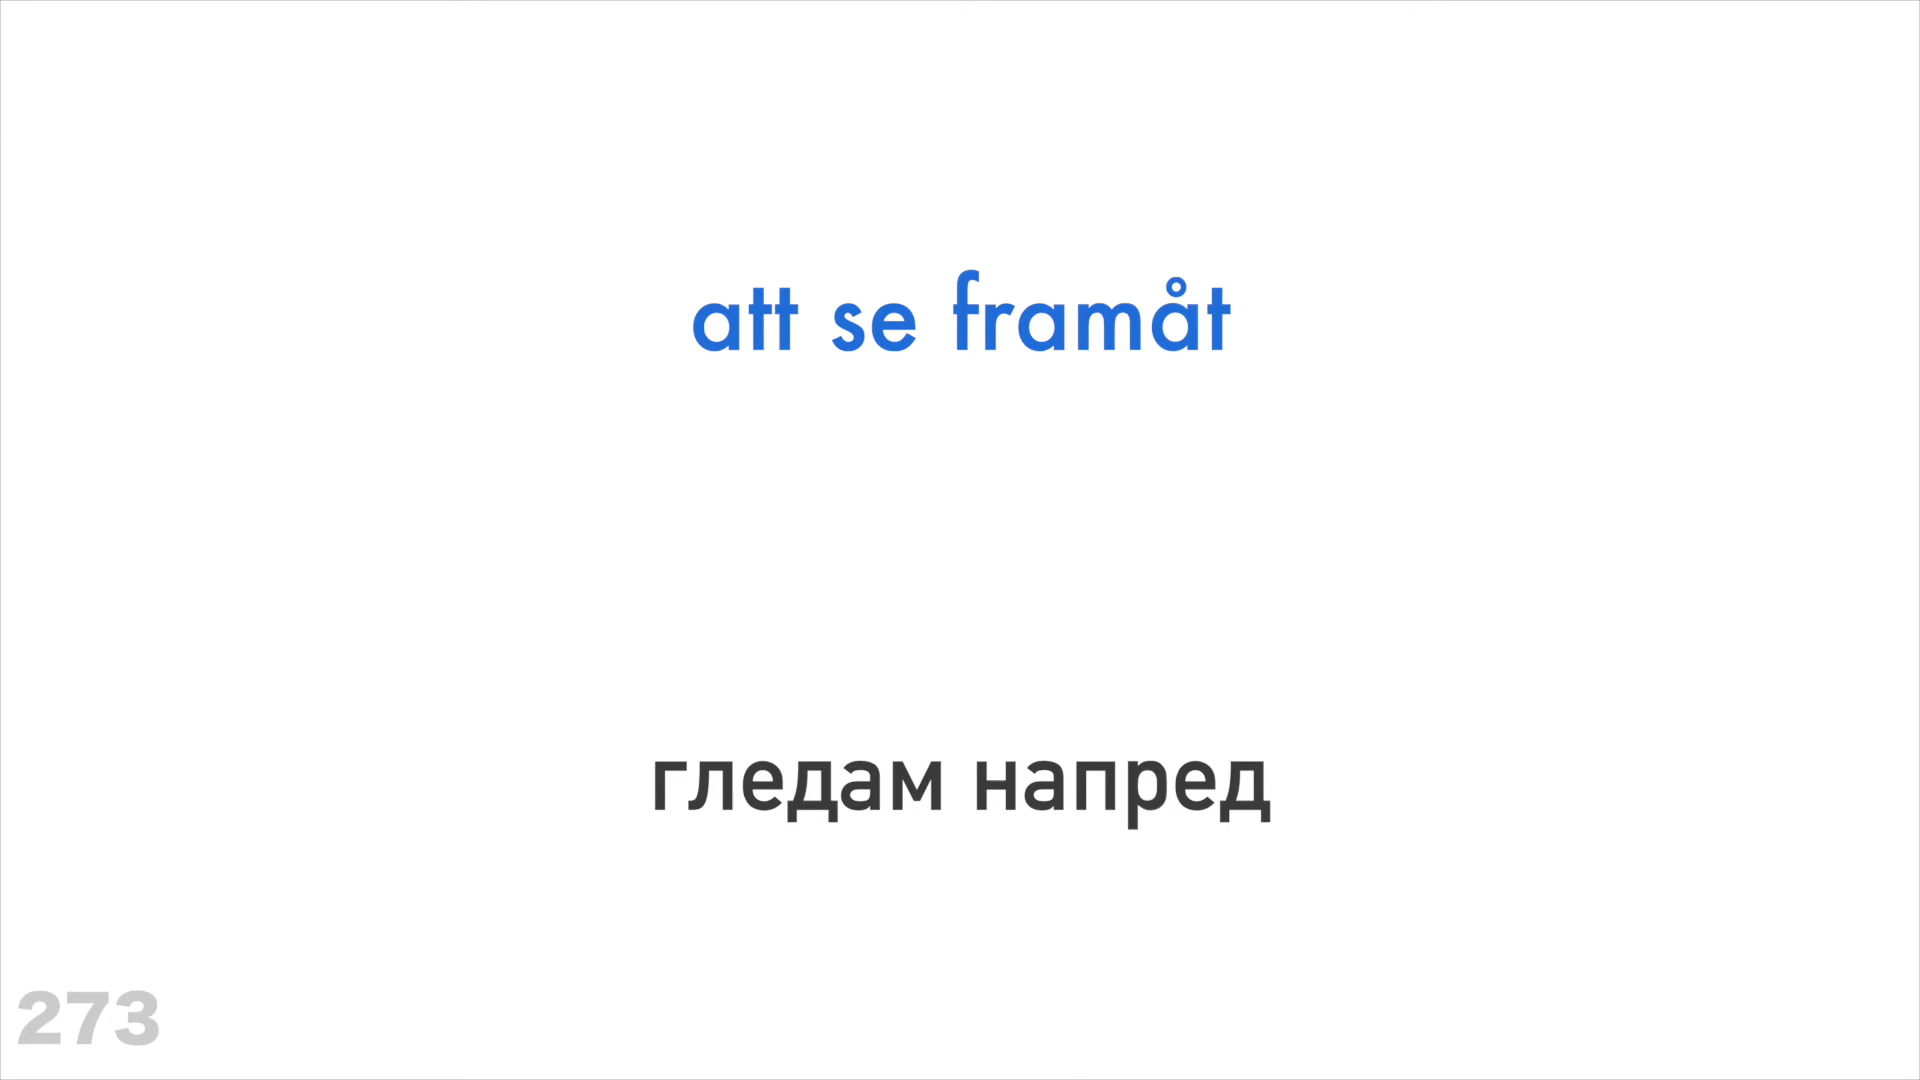 att se framåt
гледам напред
273